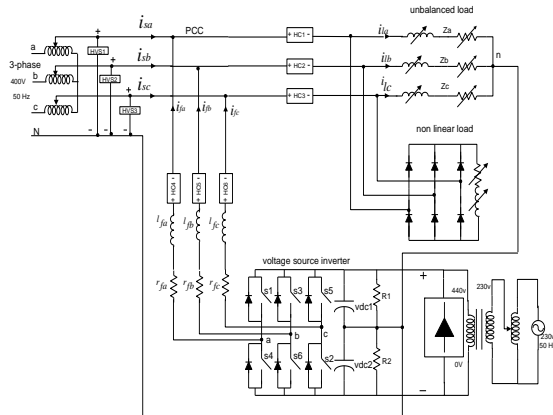 isa
PCC
+ HC1 -
ila
unbalanced load
Za
a
+
HVS1
3-phase
isb
+ HC2 -
ilb
Zb
n
400V
b
+
HVS2
50 Hz
isc
+ HC3 -
ilc
Zc
c
+
HVS3
N
- - -
ifa
ifb
ifc
non linear load
+ HC4 -
+ HC5 -
+ HC6 -
lfa
lfb
lfc
rfa
rfb
rfc
voltage source inverter
s1
s3
s5
vdc1
R1
+
440v
230v
a
b
c
s4
s6
s2
vdc2
R2
-
0V
230v
50 Hz